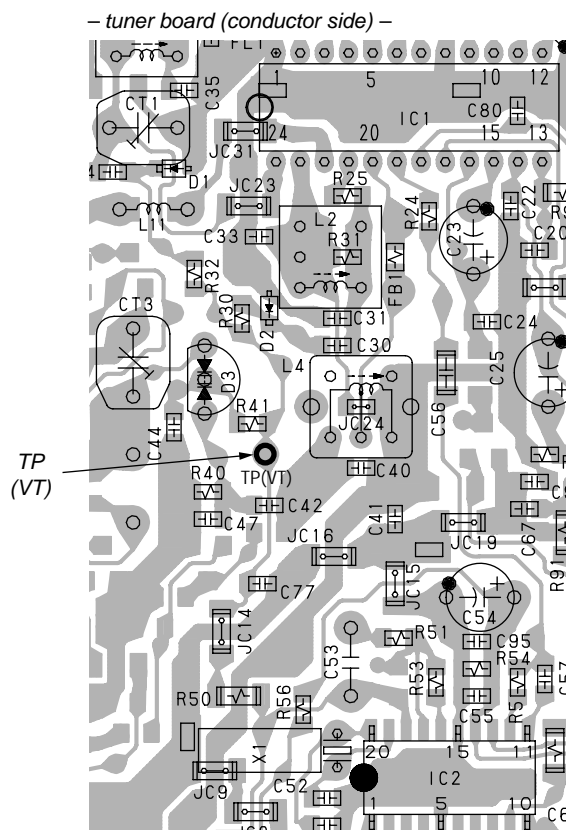 – tuner board (conductor side) –
FL1
C35
CT1
1 5 10 12
IC1
C80
24 20 15 13
JC31
D1
JC23
R25
L2
R24
C22
L11
C33
R31
C23
C20
R32
FB1
CT3
R30
D2
C31
C24
C30
L4
C25
D3
R41
C56
JC24
C44
TP
(VT)
TP(VT)
R40
C40
C42
C47
C41
C67
JC16
JC19
R91
C77
JC15
C54
JC14
R51
C95
C53
R54
R53
C57
R50
R56
C55
X1
20 15 11
IC2
JC9
C52
1 5 10